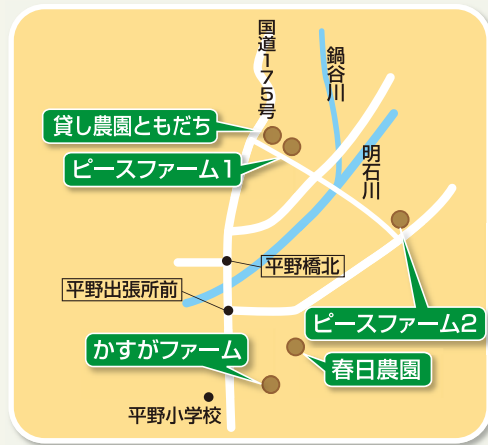 国道175号
鍋谷川
貸し農園ともだち
ピースファーム1
明石川
平野橋北
平野出張所前
ピースファーム2
かすがファーム
春日農園
平野小学校